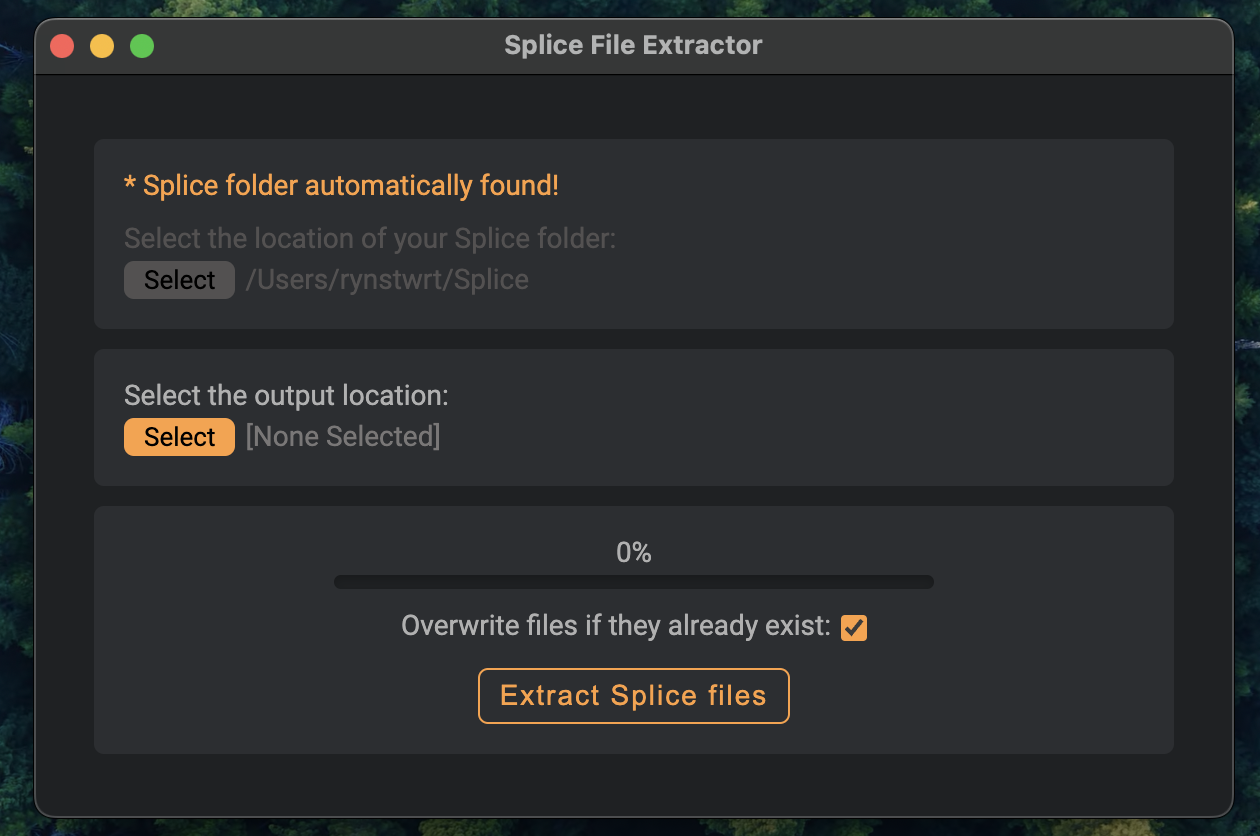 Splice File Extractor
* Splice folder automatically found!
Select the location of your Splice folder:
Select /Users/rynstwrt/Splice
Select the output location:
Select [None Selected]
0%
Overwrite files if they already exist:
Extract Splice files